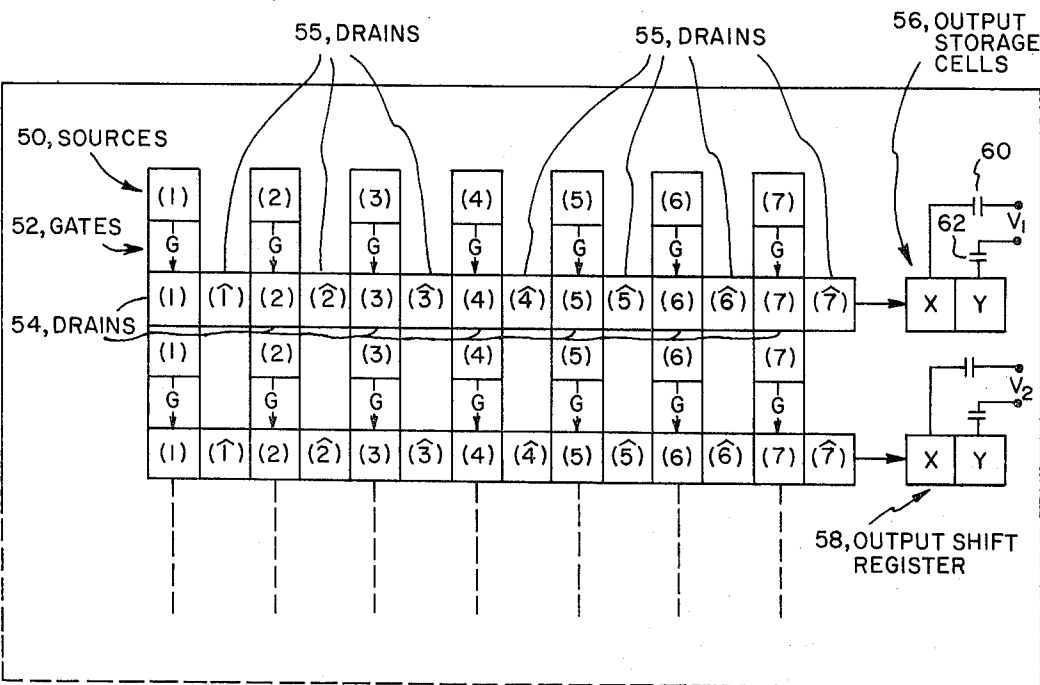 55, DRAINS
55, DRAINS
56, OUTPUT
STORAGE
CELLS
50, SOURCES
60
(1) (2) (3) (4) (5) (6) (7)
V1
52, GATES
G G G G G G G
62
(1) (1̂) (2) (2̂) (3) (3̂) (4) (4̂) (5) (5̂) (6) (6̂) (7) (7̂)
X Y
54, DRAINS
(1) (2) (3) (4) (5) (6) (7)
V2
G G G G G G G
(1) (1̂) (2) (2̂) (3) (3̂) (4) (4̂) (5) (5̂) (6) (6̂) (7) (7̂)
X Y
58, OUTPUT SHIFT
REGISTER